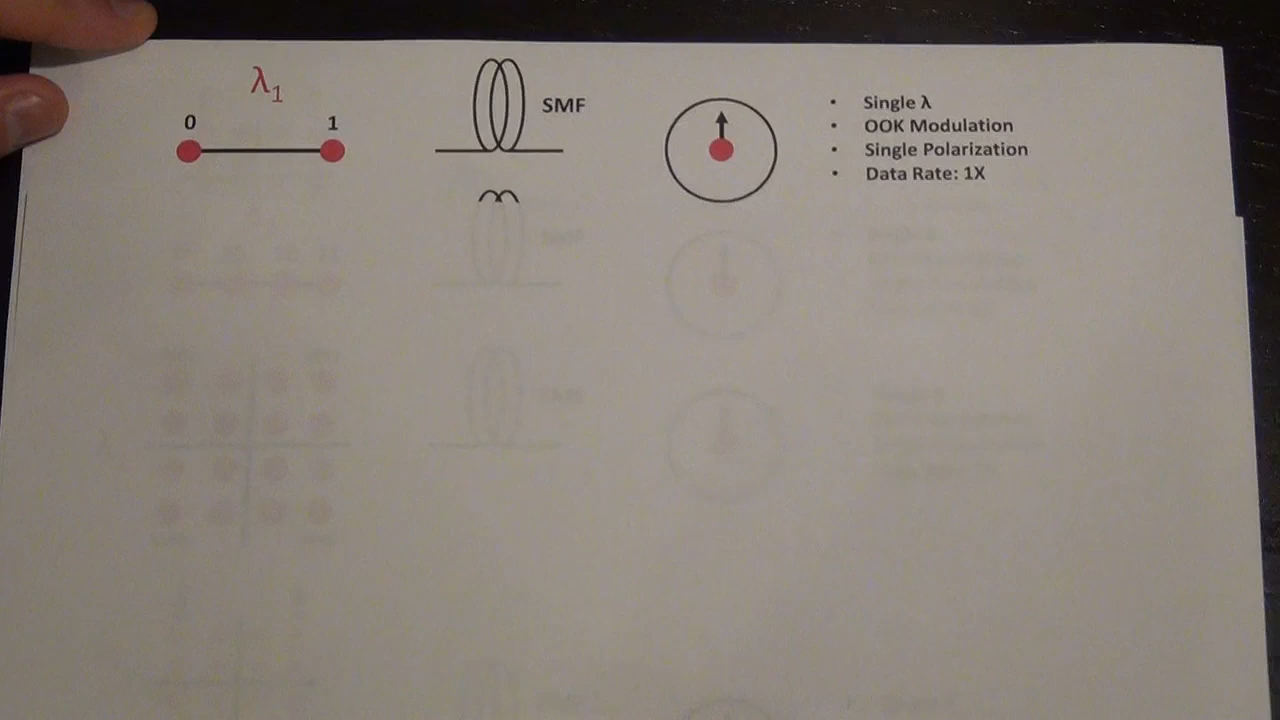 λ1
0 1
SMF
• Single λ
• OOK Modulation
• Single Polarization
• Data Rate: 1X